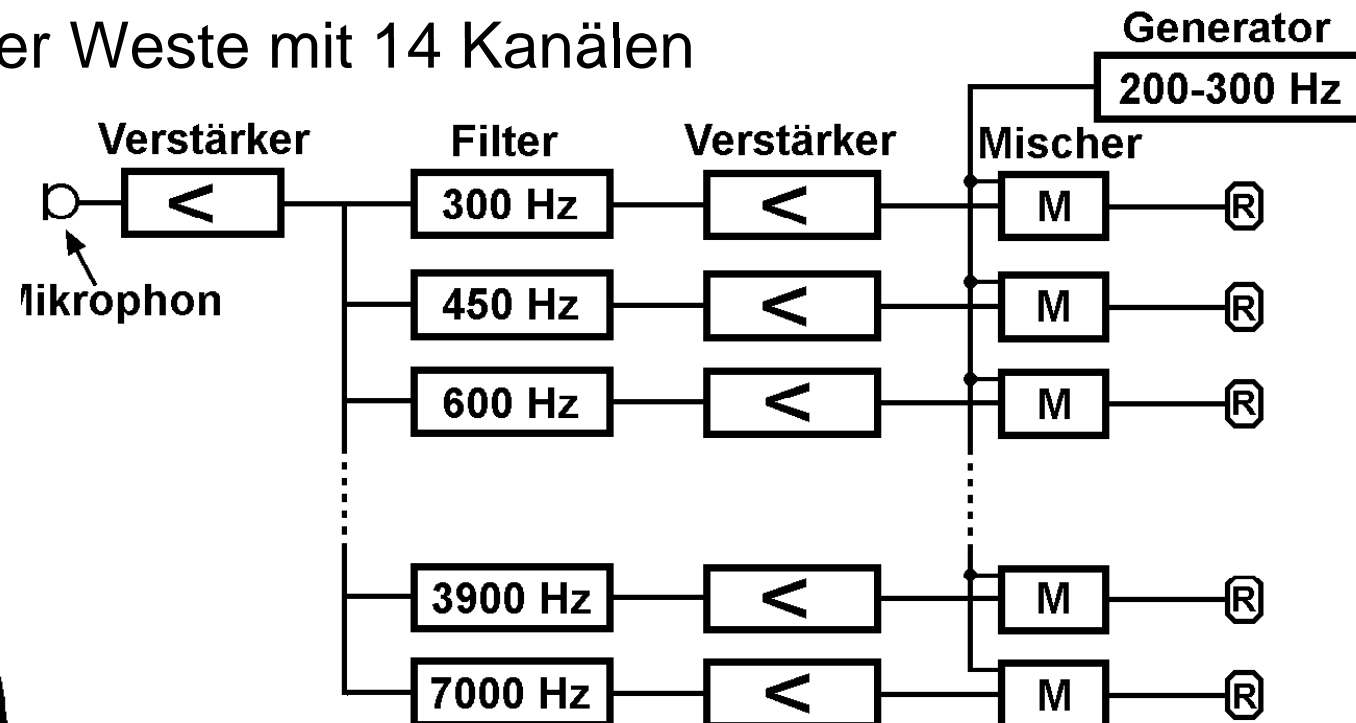 er Weste mit 14 Kanälen
Generator
200-300 Hz
Verstärker Filter Verstärker Mischer
< 300 Hz < M R
ikrophon
450 Hz < M R
600 Hz < M R
3900 Hz < M R
7000 Hz < M R